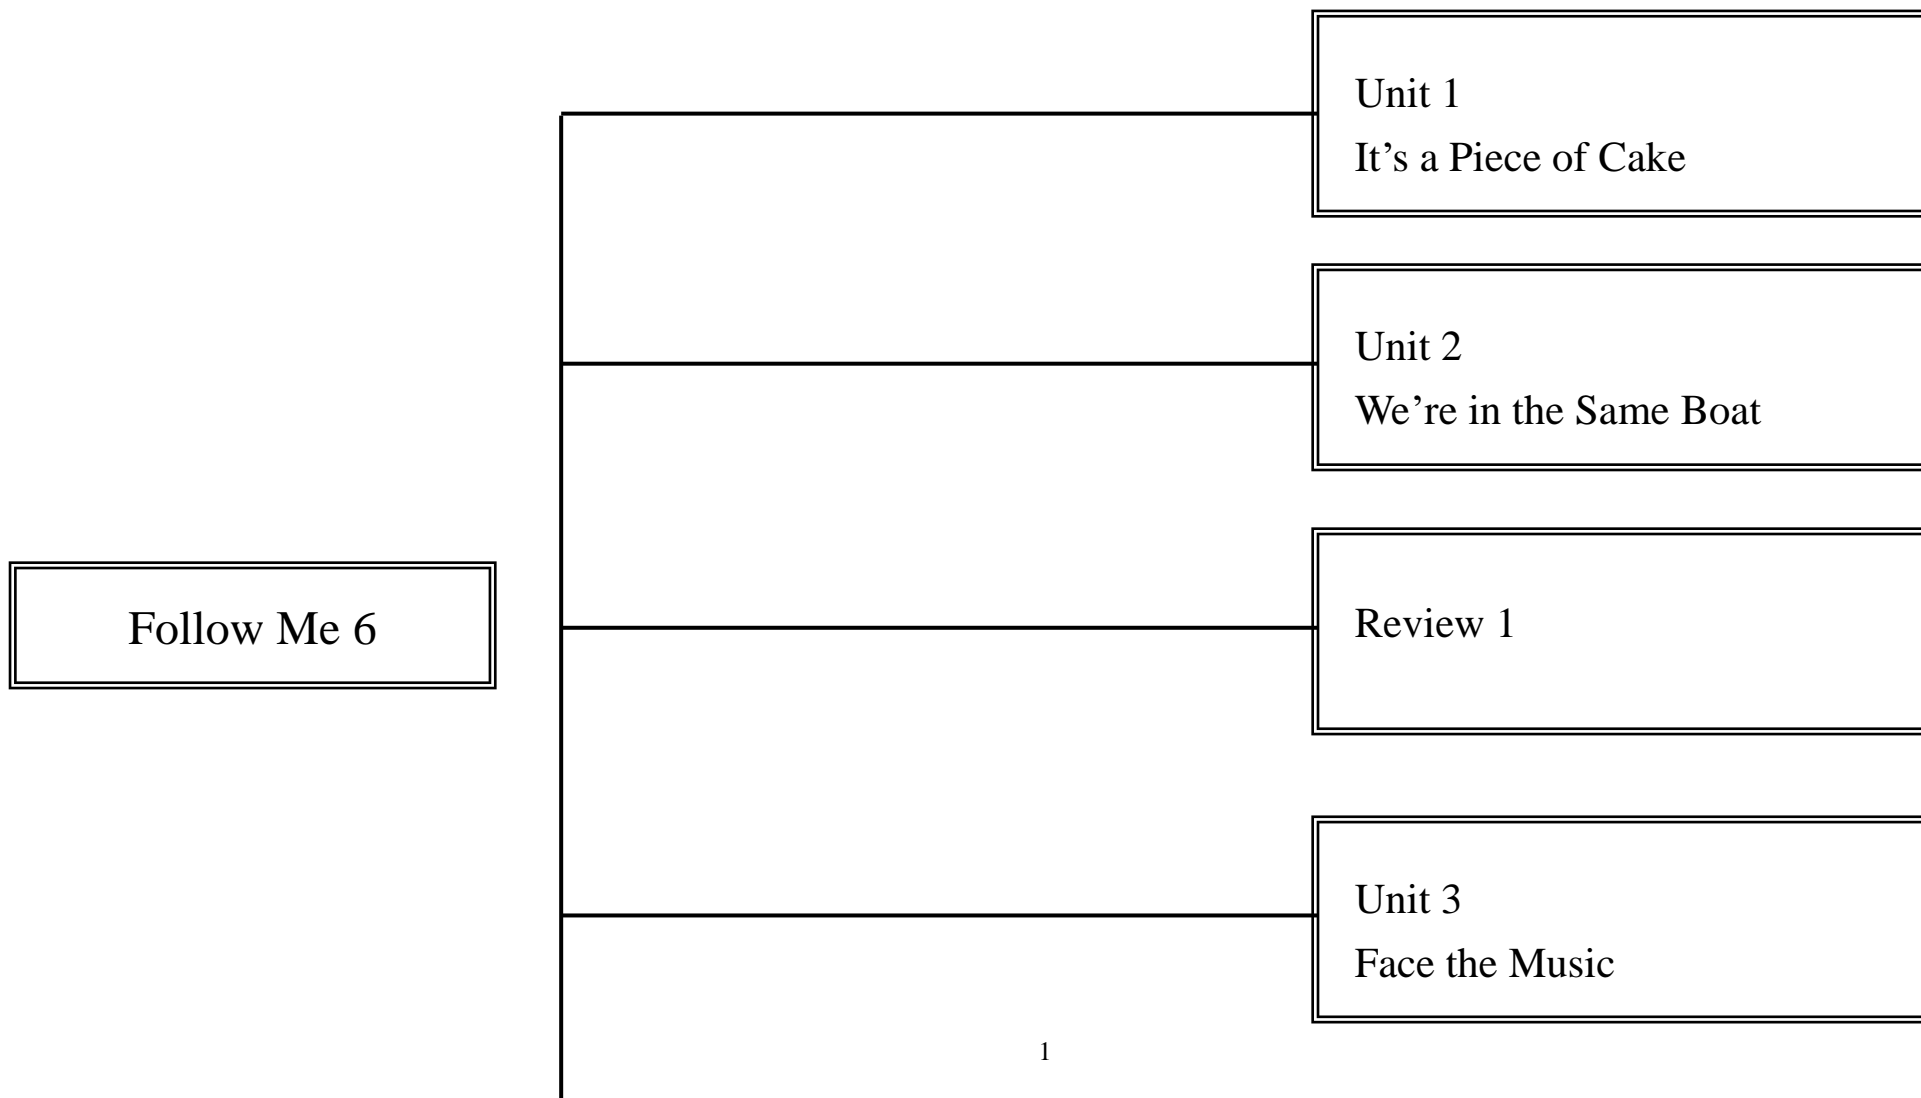 Unit 1
It’s a Piece of Cake
Unit 2
We’re in the Same Boat
Follow Me 6
Review 1
Unit 3
Face the Music
1